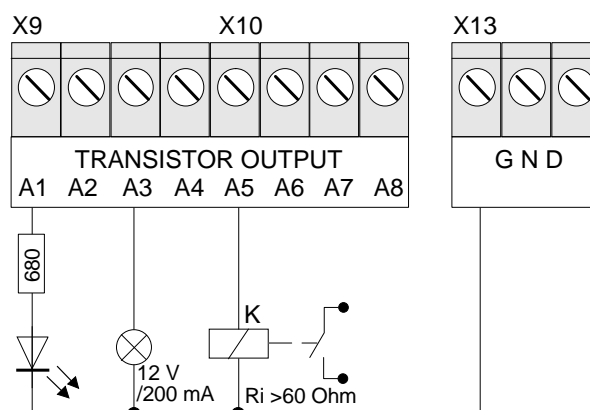 X9 X10 X13
TRANSISTOR OUTPUT
G N D
A1 A2 A3 A4 A5 A6 A7 A8
680
K
12 V
/200 mA
Ri >60 Ohm